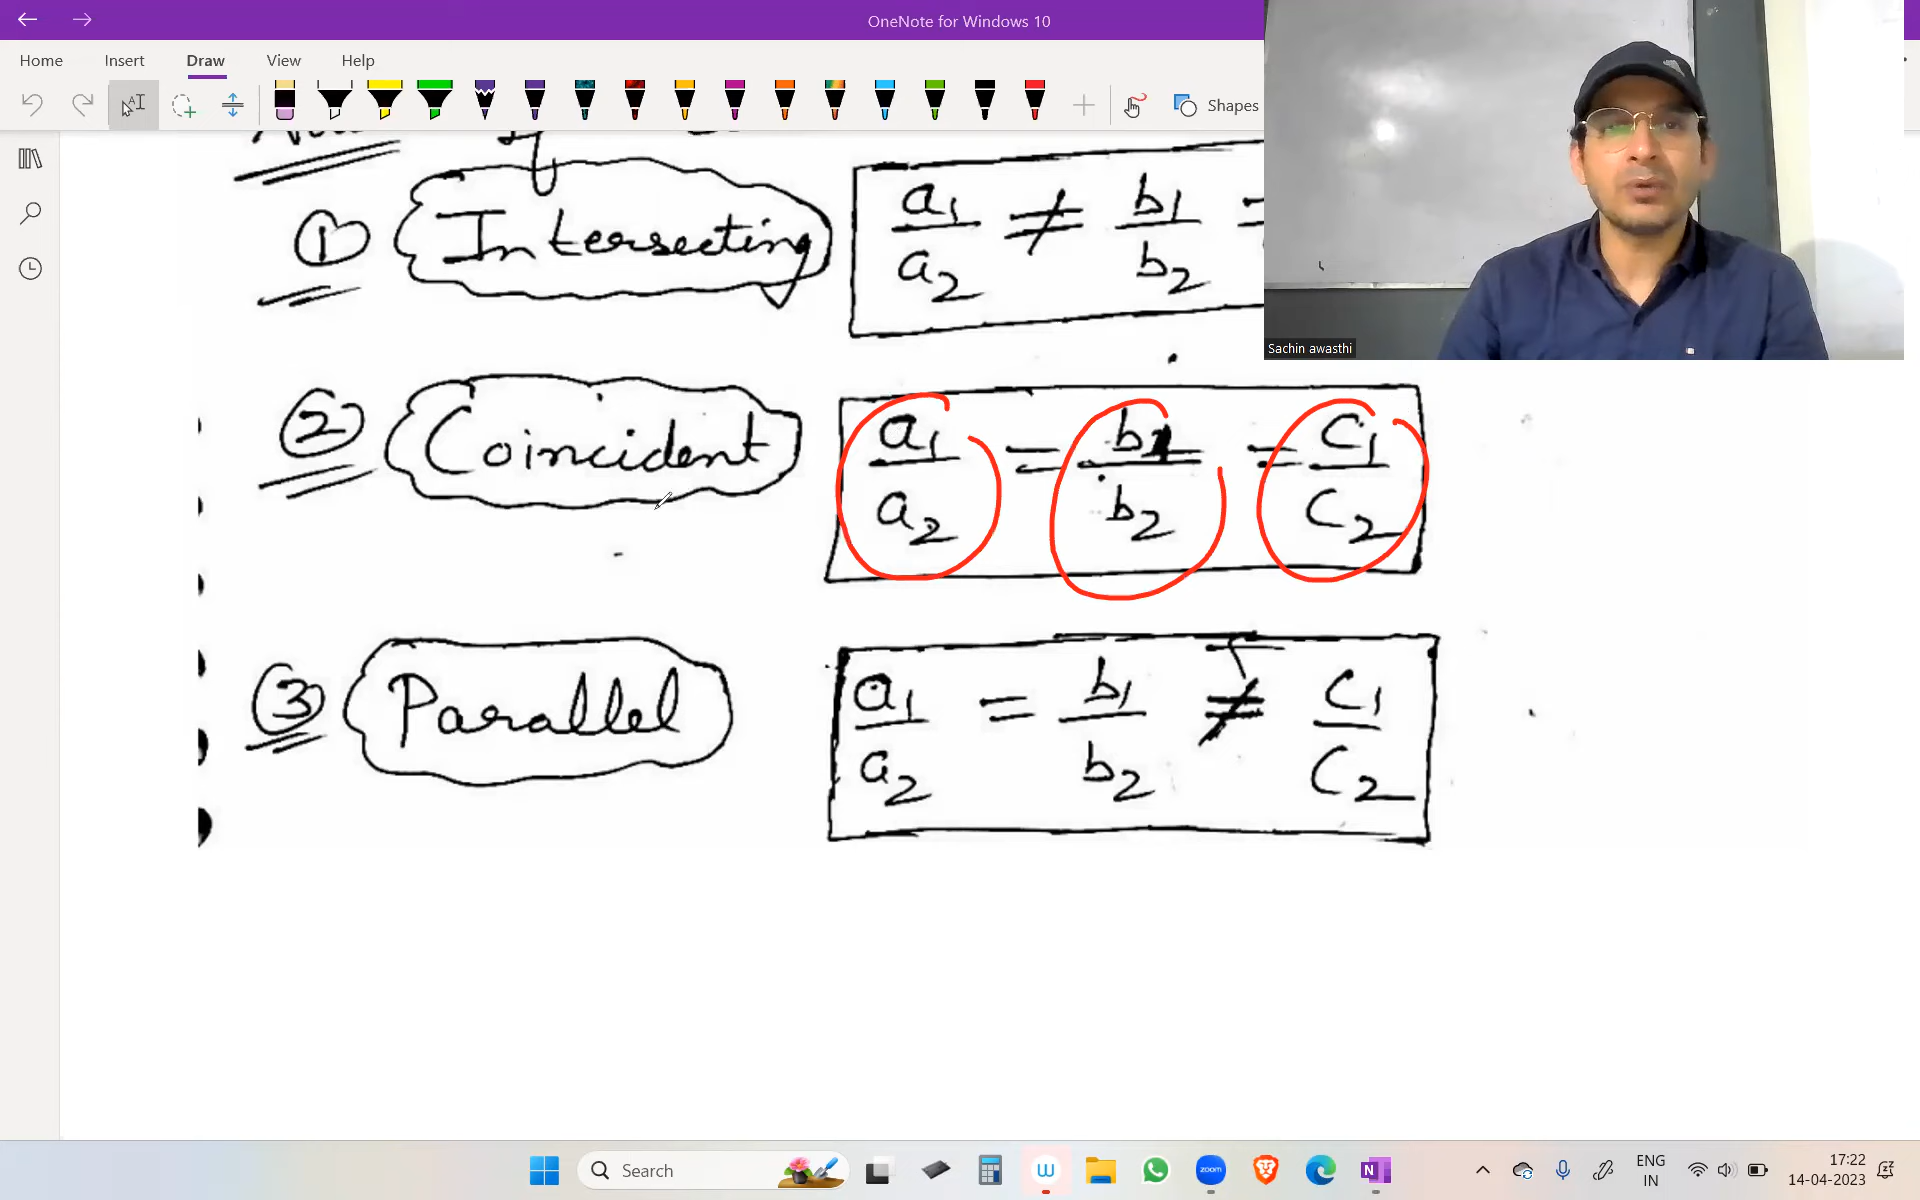 OneNote for Windows 10
Home Insert Draw View Help
Shapes
① Intersecting a1/a2 ≠ b1/b2 =
Sachin awasthi
② Coincident a1/a2 = b1/b2 = c1/c2
③ Parallel a1/a2 = b1/b2 ≠ c1/c2
Search
zoom
ENG
IN
17:22
14-04-2023